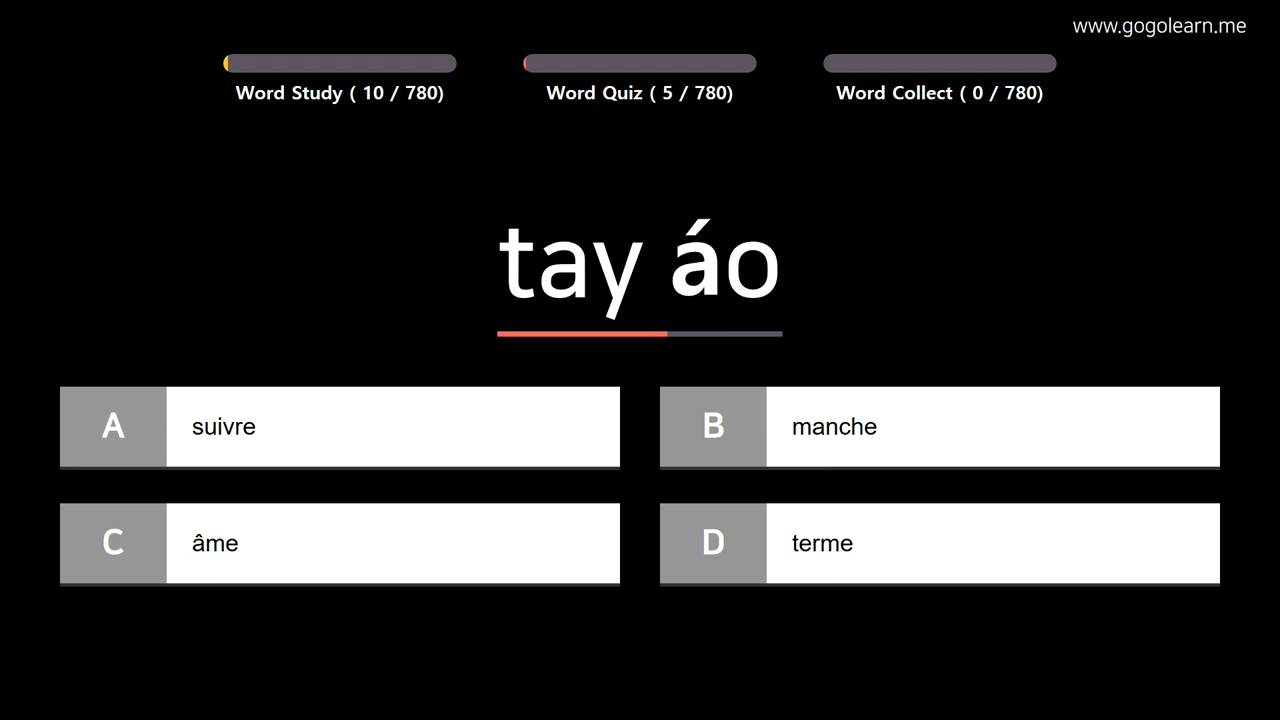 www.gogolearn.me
Word Study ( 10 / 780)
Word Quiz ( 5 / 780)
Word Collect ( 0 / 780)
tay áo
A suivre
B manche
C âme
D terme